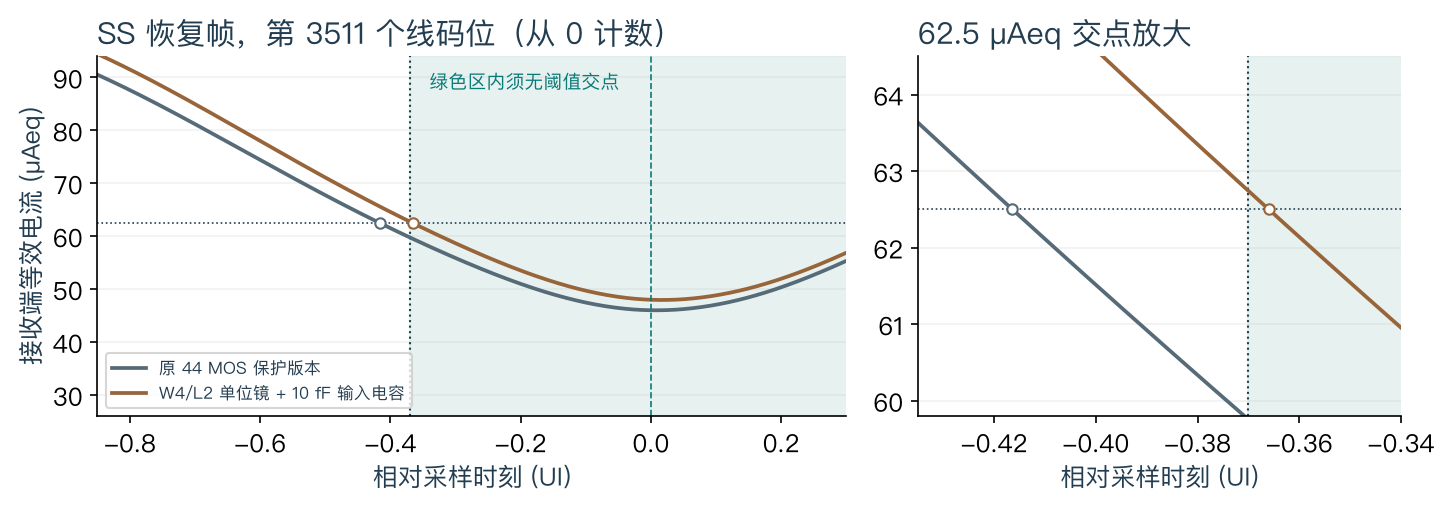 SS 恢复帧，第 3511 个线码位（从 0 计数）
绿色区内须无阈值交点
接收端等效电流 (μAeq)
90
80
70
60
50
40
30
原 44 MOS 保护版本
W4/L2 单位镜 + 10 fF 输入电容
−0.8
−0.6
−0.4
−0.2
0.0
0.2
相对采样时刻 (UI)
62.5 μAeq 交点放大
64
63
62
61
60
−0.42
−0.40
−0.38
−0.36
−0.34
相对采样时刻 (UI)